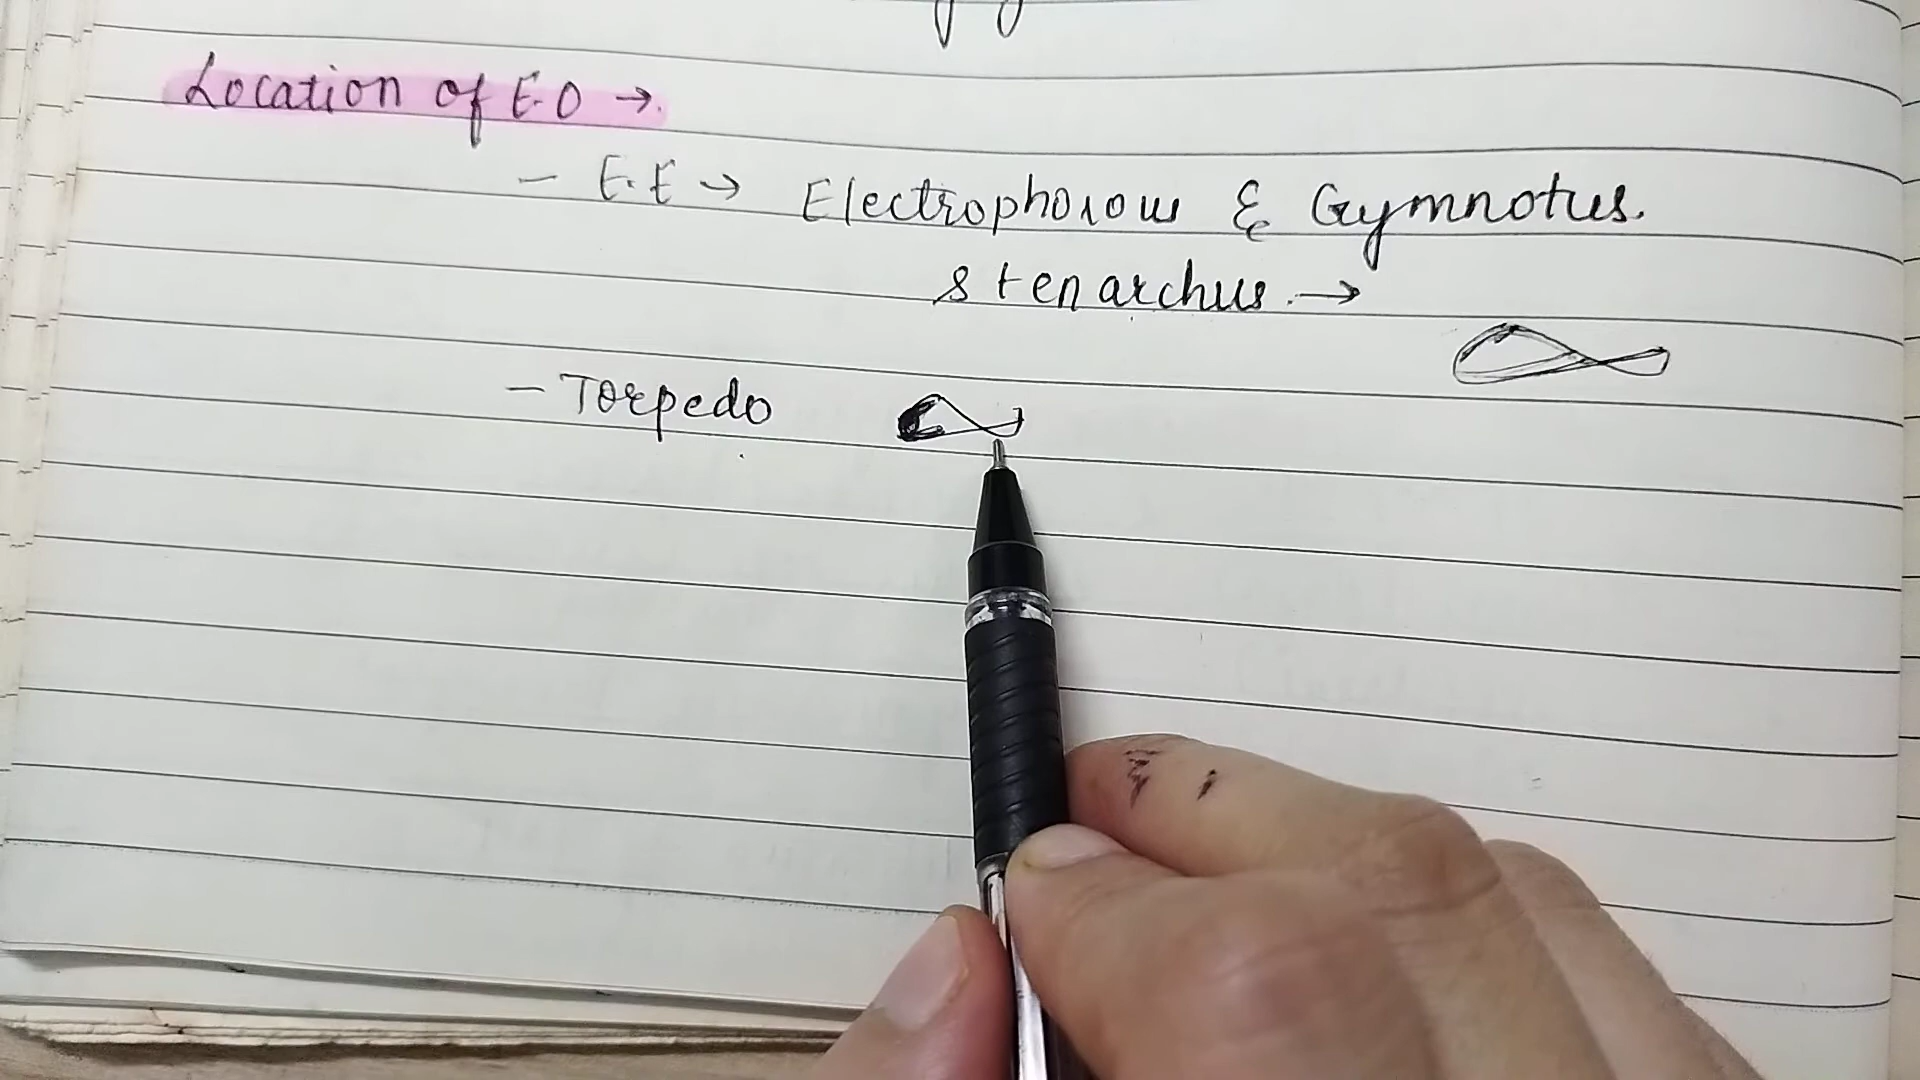 Location of E.O →.
- E.E → Electrophorous & Gymnotus.
stenarchus. →
- Torpedo